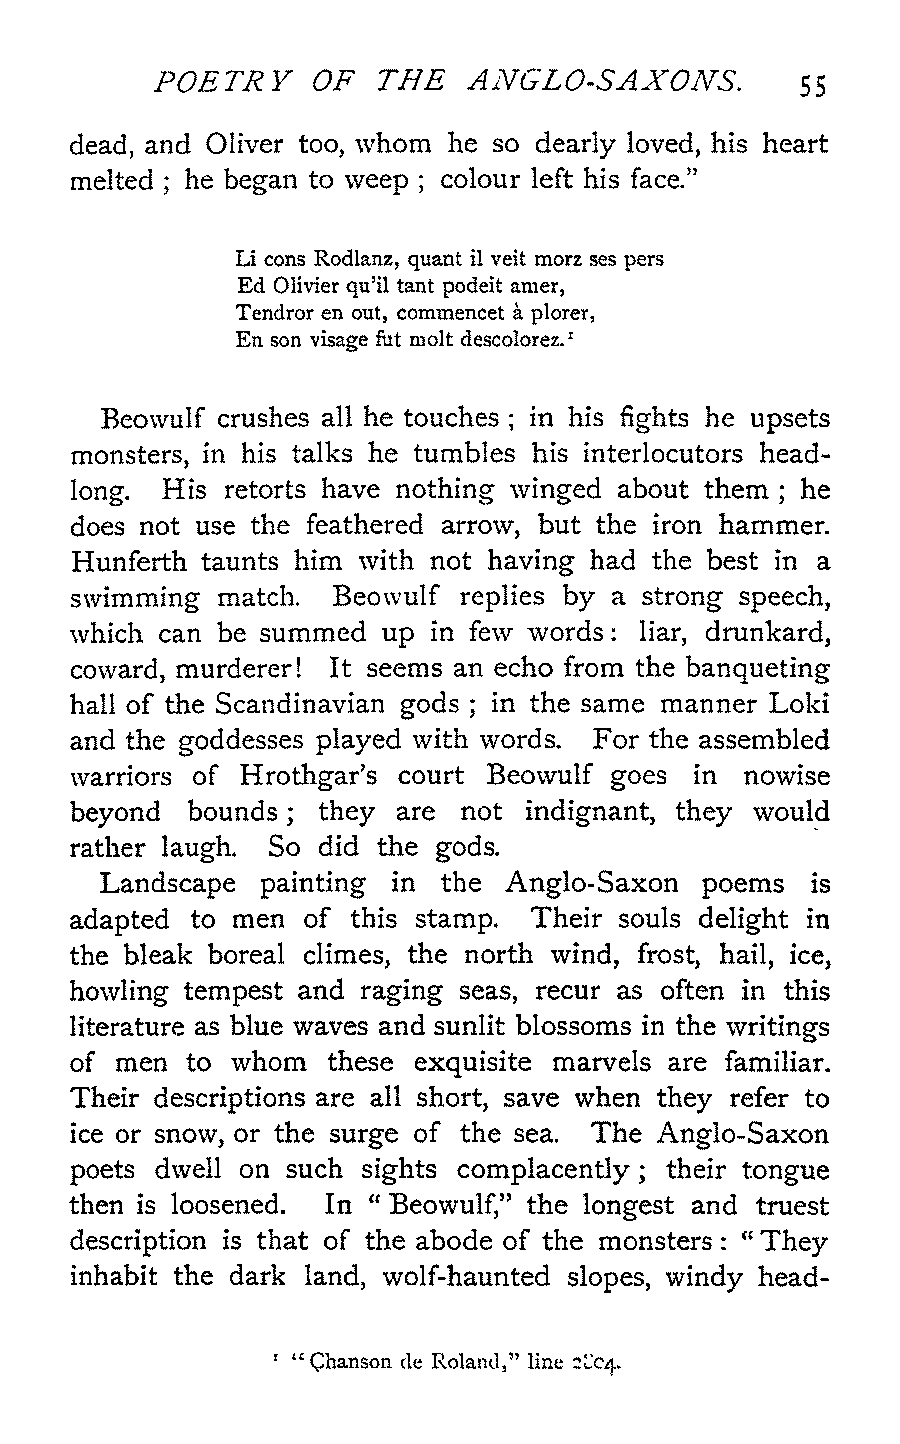 POETRY OF THE ANGLO-SAXONS. 55
dead, and Oliver too, whom he so dearly loved, his heart
melted ; he began to weep ; colour left his face.”
Li cons Rodlanz, quant il veit morz ses pers
Ed Olivier qu’il tant podeit amer,
Tendror en out, commencet à plorer,
En son visage fut molt descolorez.¹
Beowulf crushes all he touches ; in his fights he upsets
monsters, in his talks he tumbles his interlocutors head-
long. His retorts have nothing winged about them ; he
does not use the feathered arrow, but the iron hammer.
Hunferth taunts him with not having had the best in a
swimming match. Beowulf replies by a strong speech,
which can be summed up in few words : liar, drunkard,
coward, murderer! It seems an echo from the banqueting
hall of the Scandinavian gods ; in the same manner Loki
and the goddesses played with words. For the assembled
warriors of Hrothgar’s court Beowulf goes in nowise
beyond bounds ; they are not indignant, they would
rather laugh. So did the gods.
Landscape painting in the Anglo-Saxon poems is
adapted to men of this stamp. Their souls delight in
the bleak boreal climes, the north wind, frost, hail, ice,
howling tempest and raging seas, recur as often in this
literature as blue waves and sunlit blossoms in the writings
of men to whom these exquisite marvels are familiar.
Their descriptions are all short, save when they refer to
ice or snow, or the surge of the sea. The Anglo-Saxon
poets dwell on such sights complacently ; their tongue
then is loosened. In “ Beowulf,” the longest and truest
description is that of the abode of the monsters : “ They
inhabit the dark land, wolf-haunted slopes, windy head-
¹ “ Chanson de Roland,” line